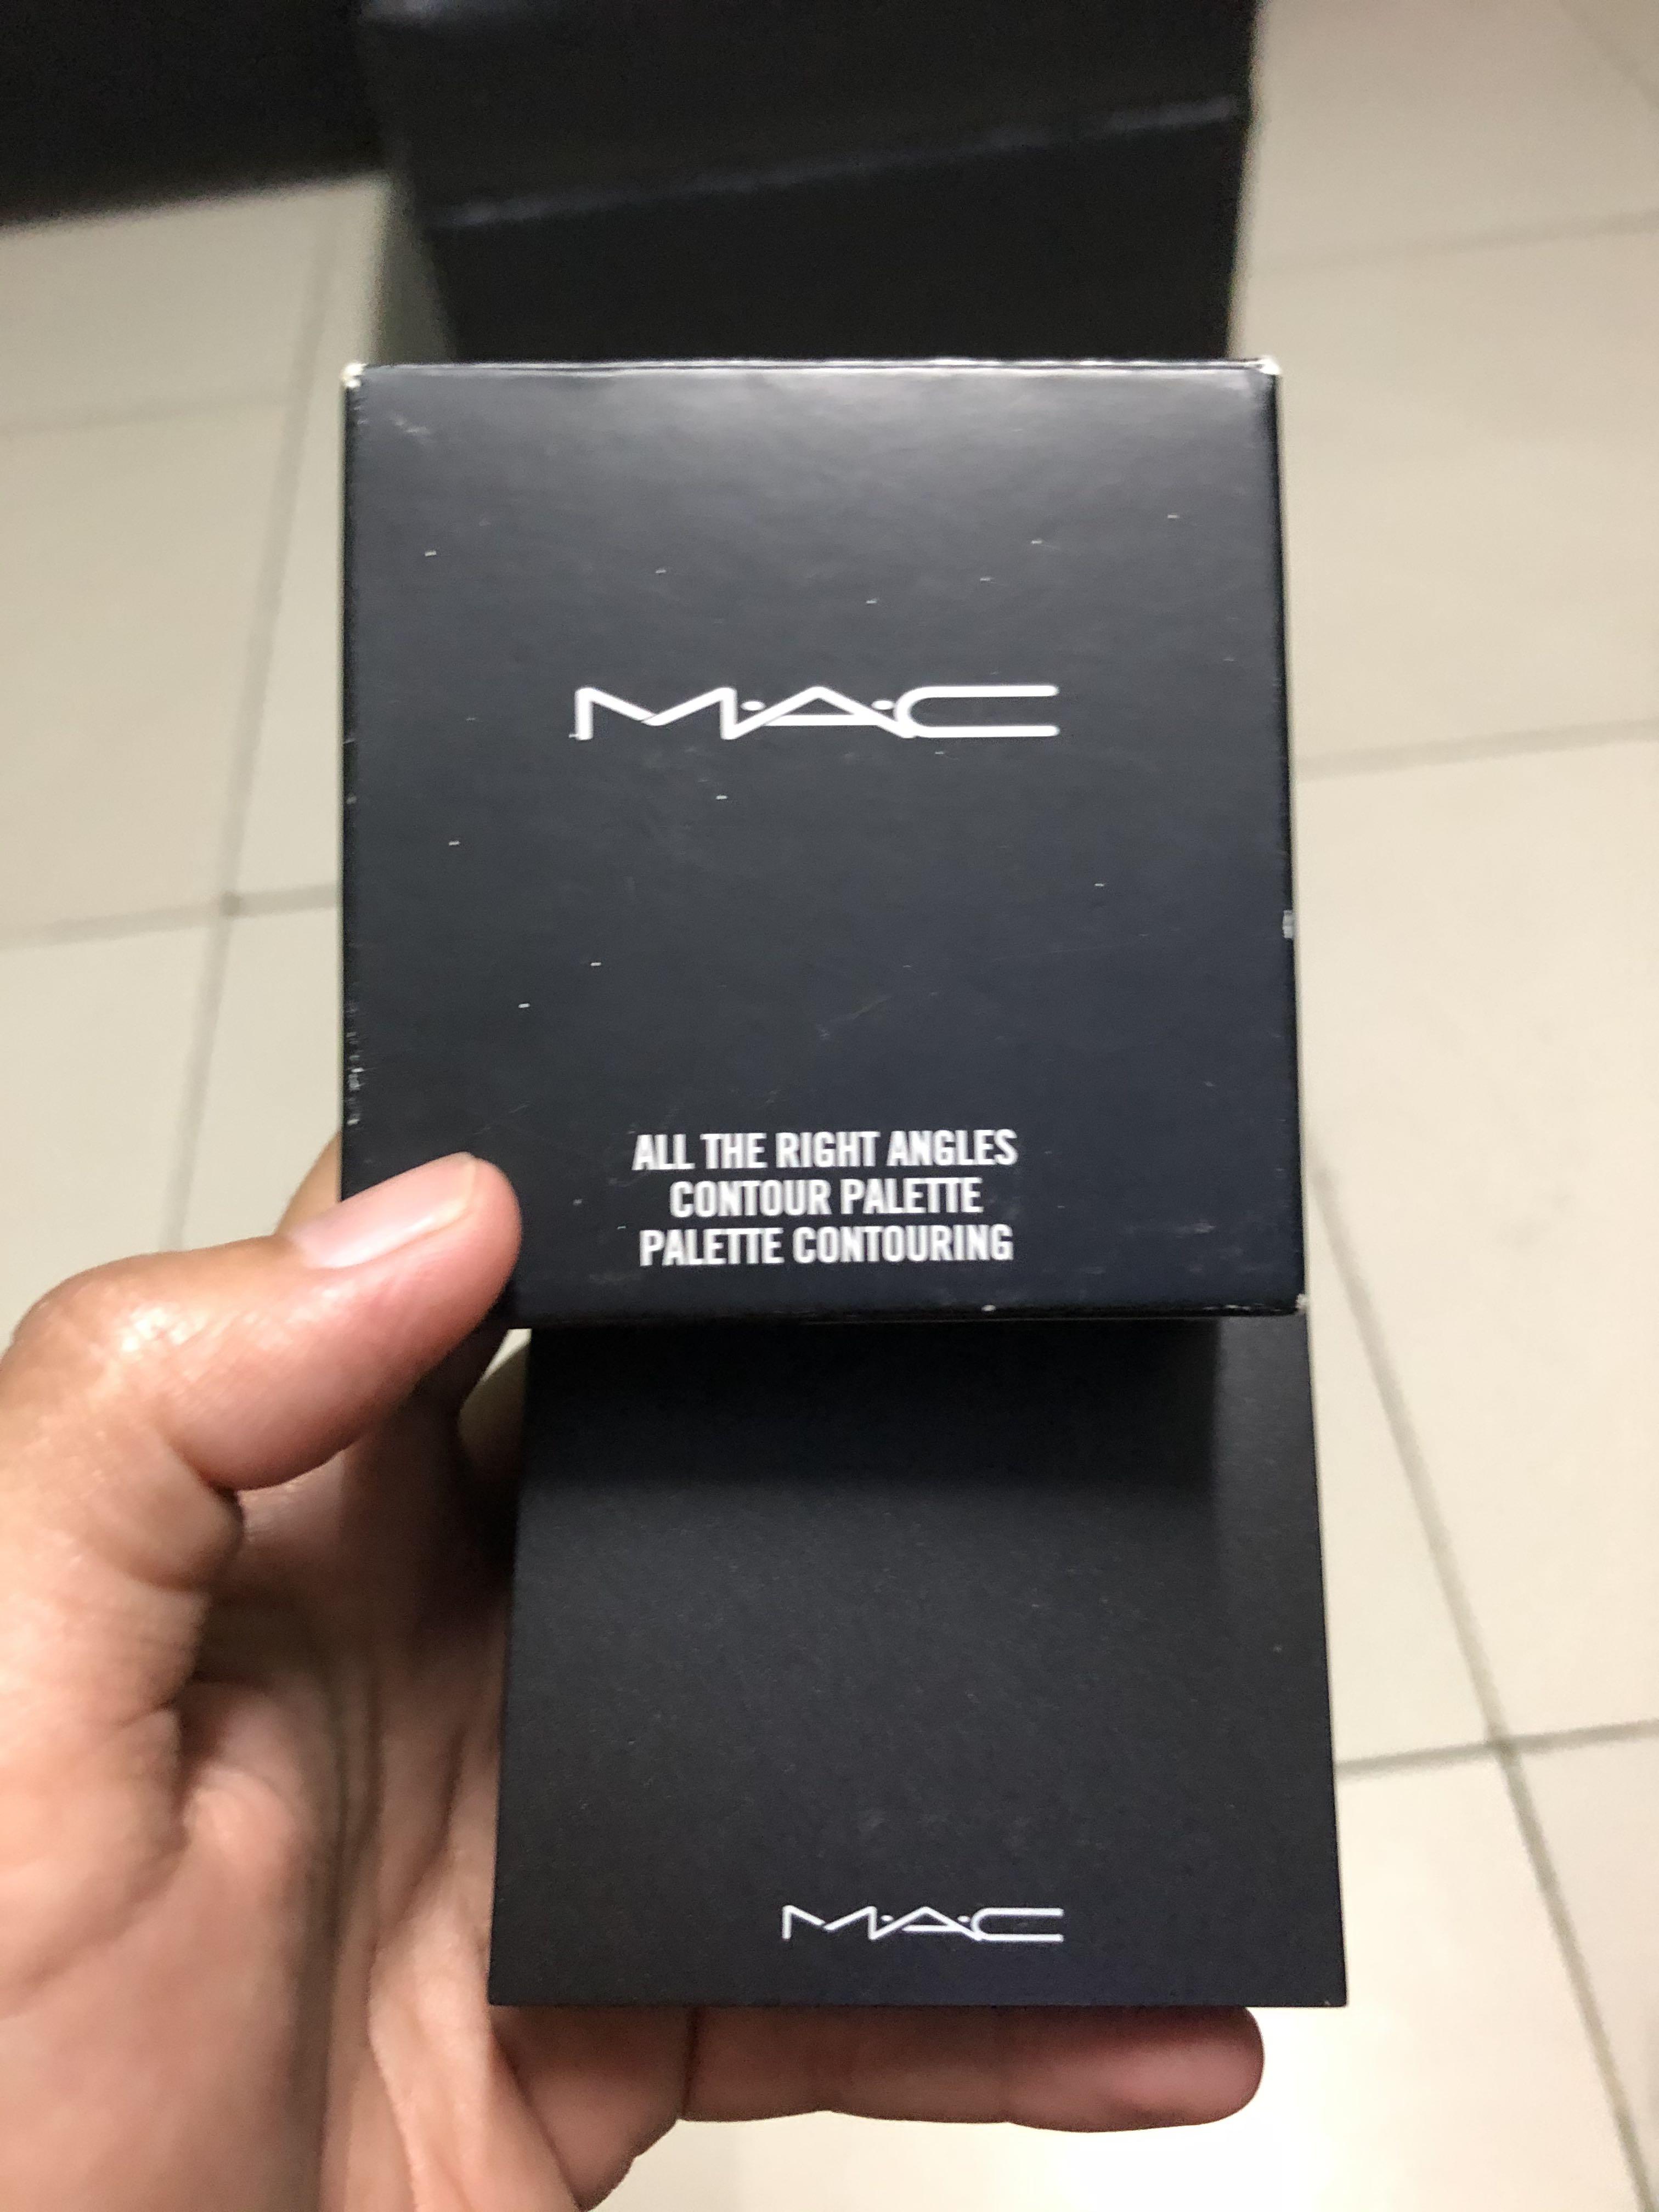 M·A·C
ALL THE RIGHT ANGLES
CONTOUR PALETTE
PALETTE CONTOURING
M·A·C